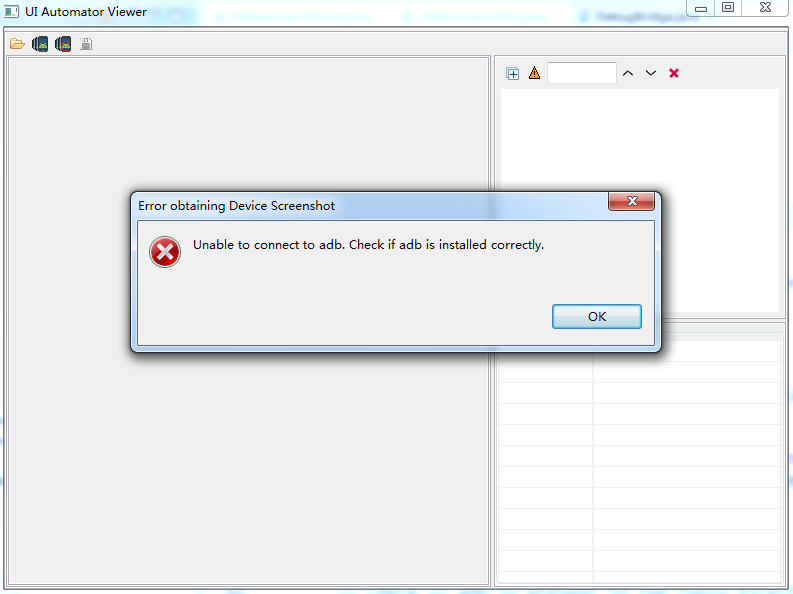 UI Automator Viewer
Error obtaining Device Screenshot
Unable to connect to adb. Check if adb is installed correctly.
OK